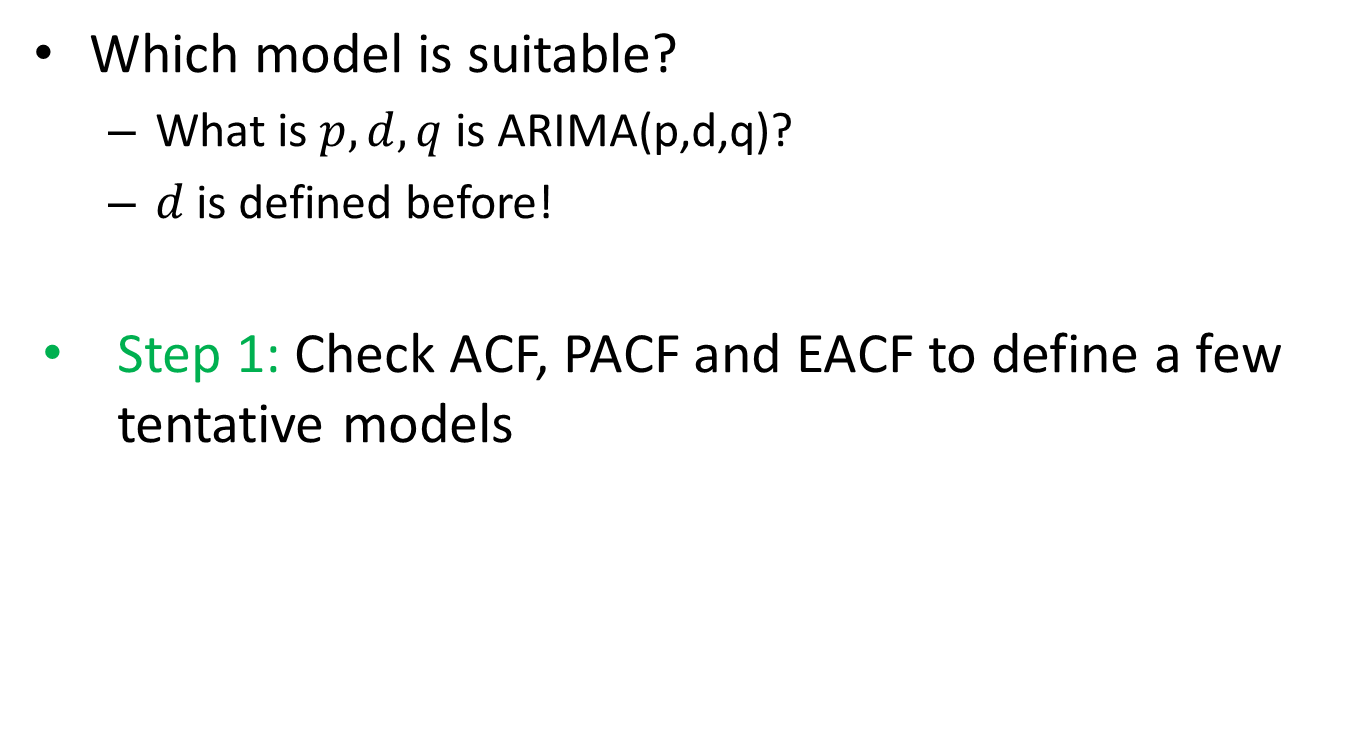 • Which model is suitable?
– What is p, d, q is ARIMA(p,d,q)?
– d is defined before!
• Step 1: Check ACF, PACF and EACF to define a few
tentative models